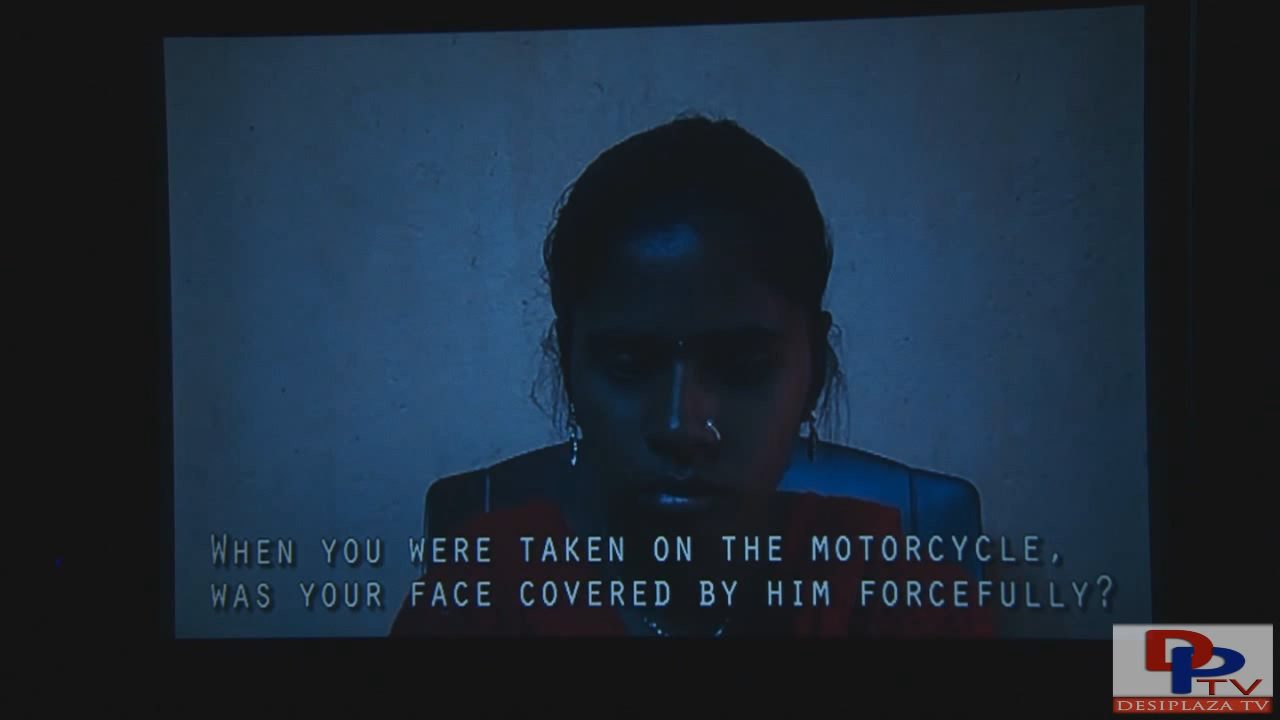 WHEN YOU WERE TAKEN ON THE MOTORCYCLE,
WAS YOUR FACE COVERED BY HIM FORCEFULLY?
DP
TV
DESIPLAZA TV